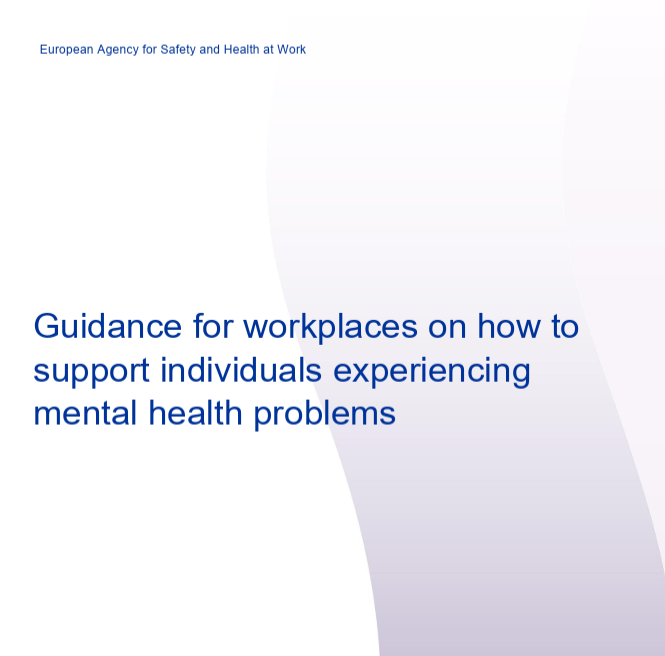 European Agency for Safety and Health at Work
Guidance for workplaces on how to
support individuals experiencing
mental health problems